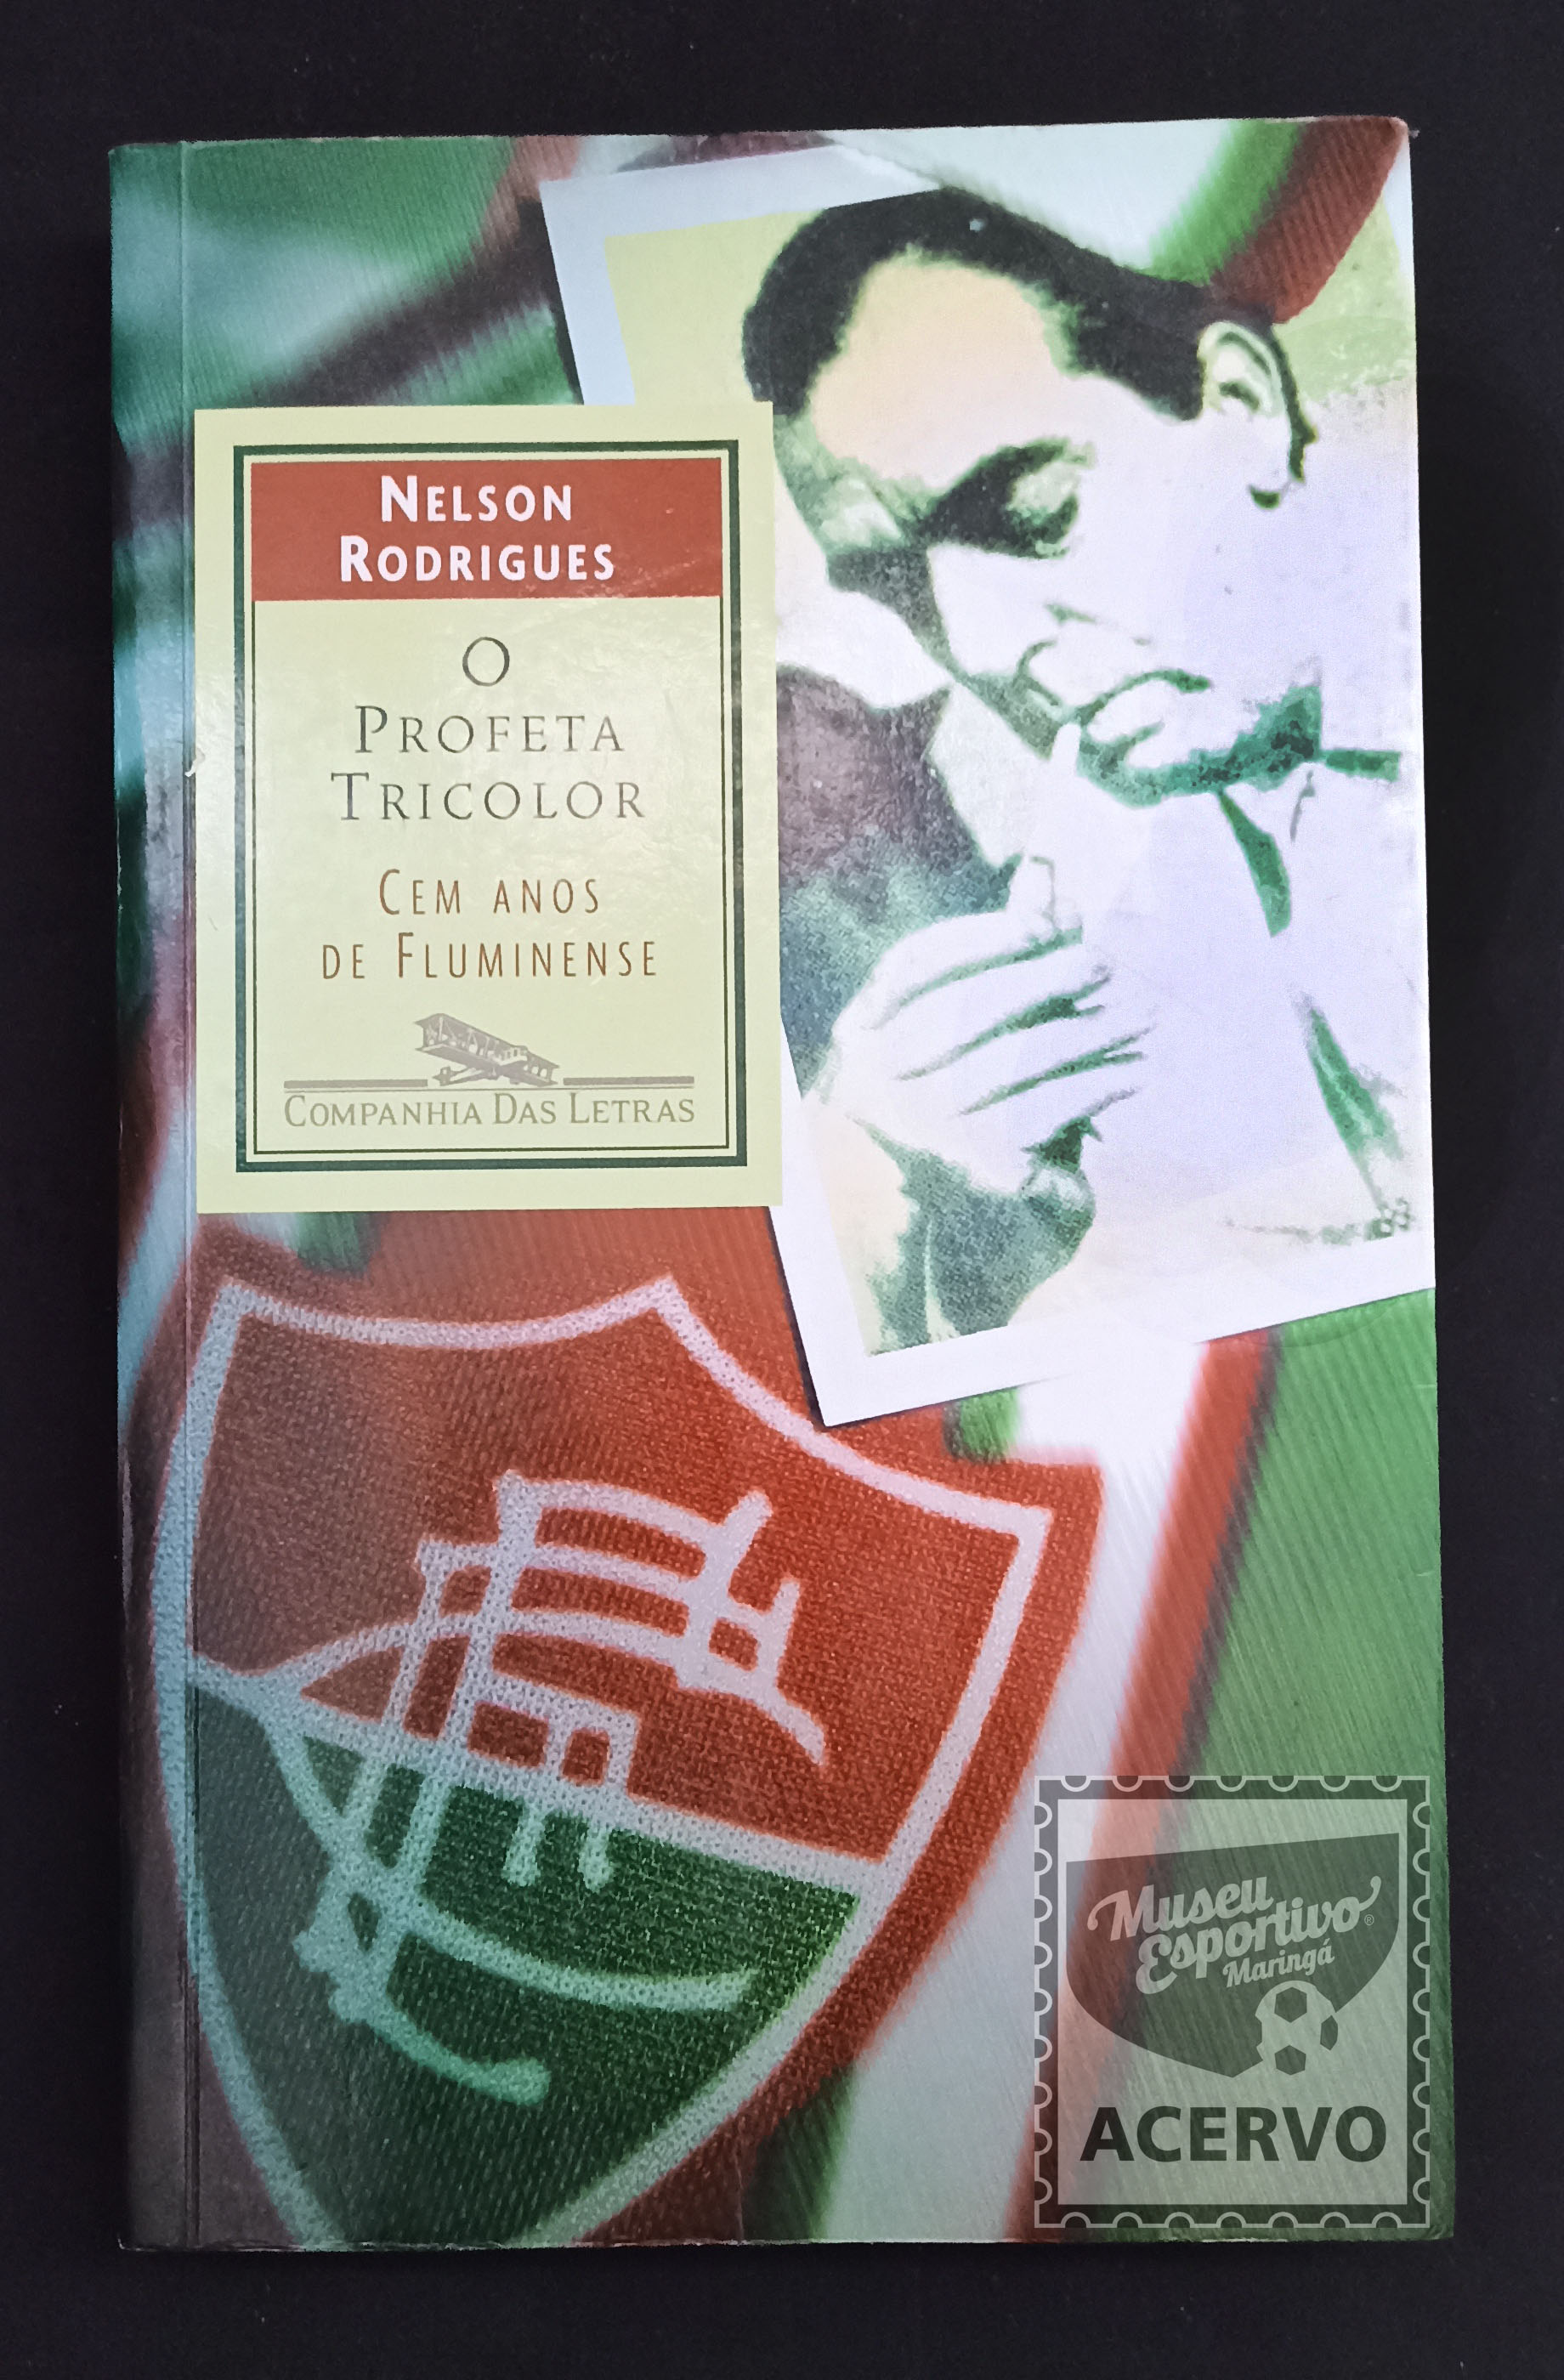 NELSON
RODRIGUES
O
PROFETA
TRICOLOR
CEM ANOS
DE FLUMINENSE
COMPANHIA DAS LETRAS
Museu
Esportivo®
Maringá
ACERVO